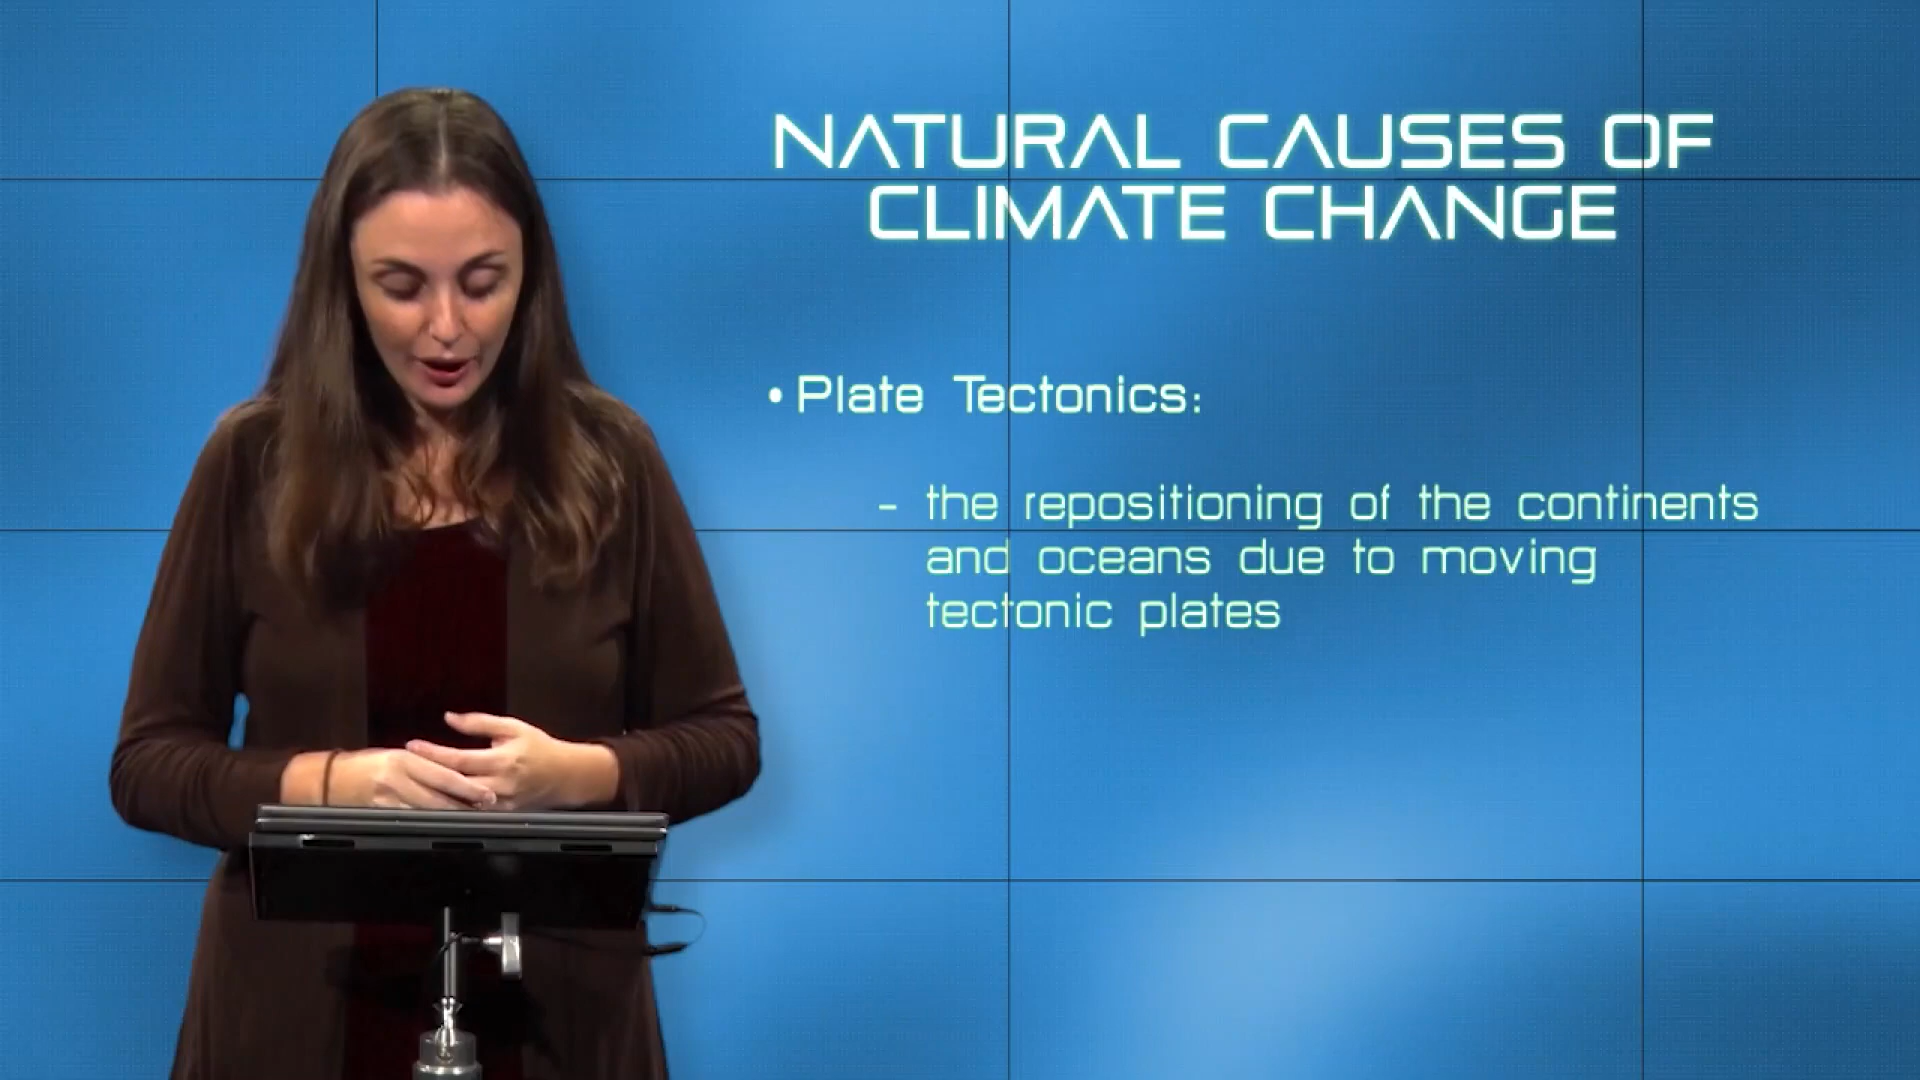 NATURAL CAUSES OF
CLIMATE CHANGE
• Plate Tectonics:
- the repositioning of the continents
and oceans due to moving
tectonic plates